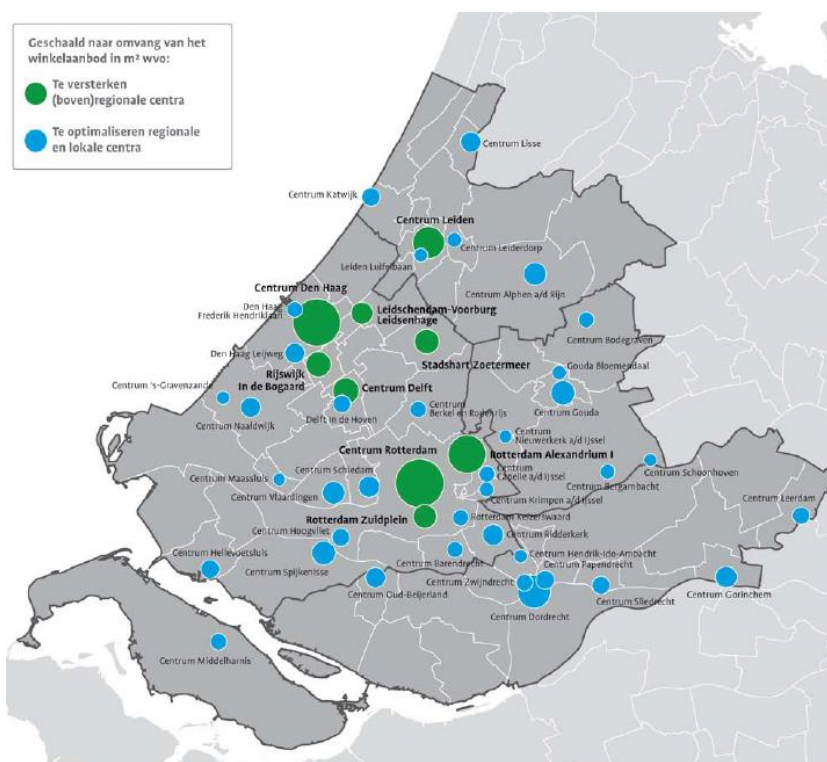 Geschaald naar omvang van het
winkelaanbod in m² wvo:
Te versterken
(boven)regionale centra
Te optimaliseren regionale
en lokale centra
Centrum Lisse
Centrum Katwijk
Centrum Leiden
Centrum Leiderdorp
Leiden Luifelbaan
Centrum Alphen a/d Rijn
Centrum Den Haag
Den Haag
Frederik Hendriklaan
Leidschendam-Voorburg
Leidsenhage
Centrum Bodegraven
Den Haag Leijweg
Stadshart Zoetermeer
Gouda Bloemendaal
Rijswijk
In de Bogaard
Centrum 's-Gravenzande
Centrum Delft
Centrum Gouda
Centrum Naaldwijk
Delft In de Hoven
Centrum
Berkel en Rodenrijs
Centrum
Nieuwerkerk a/d IJssel
Centrum Rotterdam
Rotterdam Alexandrium I
Centrum Schoonhoven
Centrum Maassluis
Centrum Schiedam
Centrum
Capelle a/d IJssel
Centrum Bergambacht
Centrum Vlaardingen
Centrum Krimpen a/d IJssel
Centrum Leerdam
Rotterdam Zuidplein
Rotterdam Keizerswaard
Centrum Hoogvliet
Centrum Ridderkerk
Centrum Hellevoetsluis
Centrum Spijkenisse
Centrum Barendrecht
Centrum Hendrik-Ido-Ambacht
Centrum Papendrecht
Centrum Zwijndrecht
Centrum Oud-Beijerland
Centrum Sliedrecht
Centrum Gorinchem
Centrum Dordrecht
Centrum Middelharnis